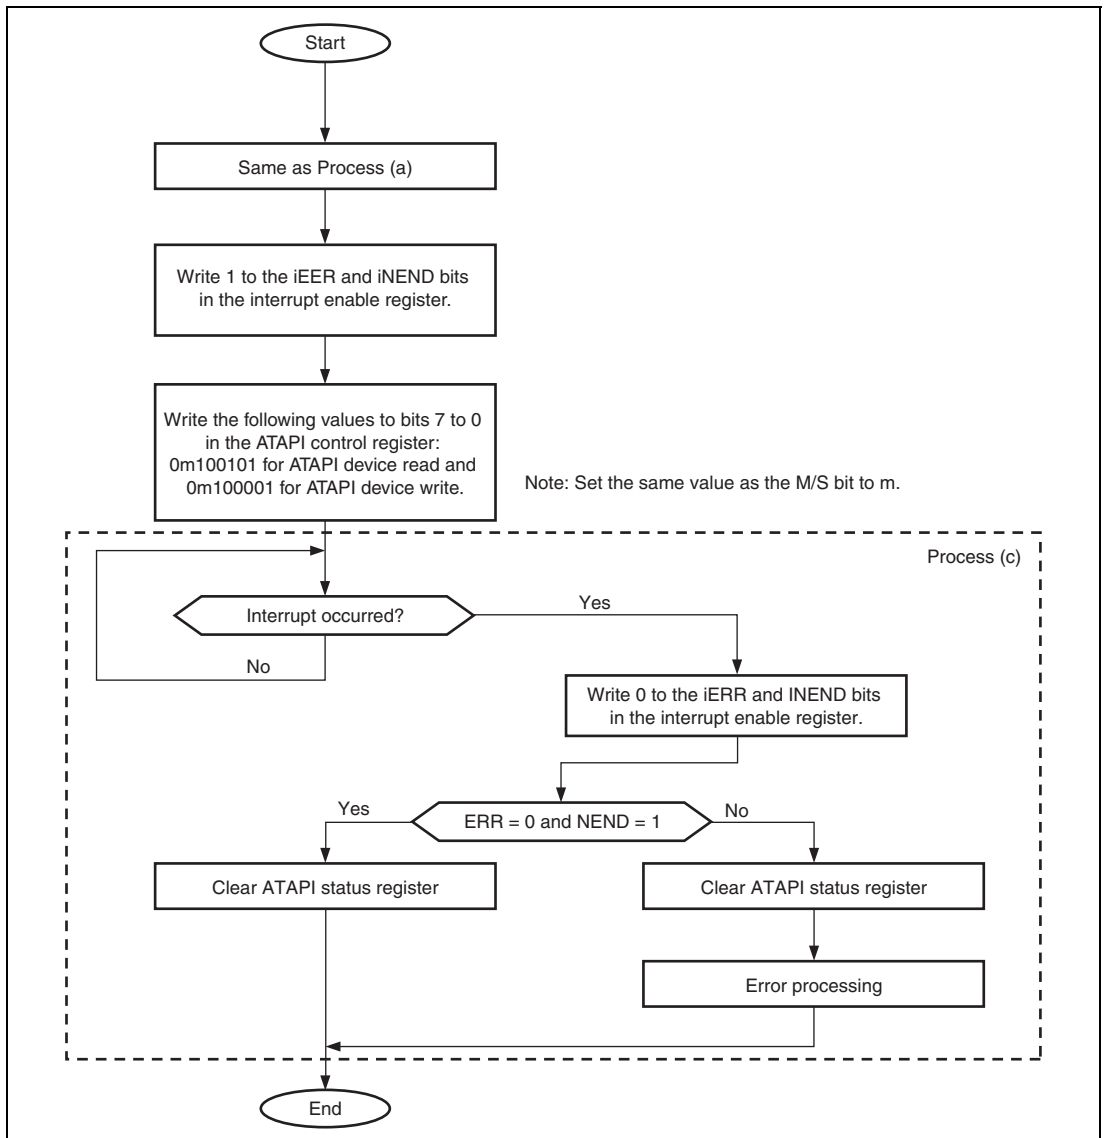 Start
Same as Process (a)
Write 1 to the iEER and iNEND bits
in the interrupt enable register.
Write the following values to bits 7 to 0
in the ATAPI control register:
0m100101 for ATAPI device read and
0m100001 for ATAPI device write.
Note: Set the same value as the M/S bit to m.
Process (c)
Interrupt occurred?
Yes
No
Write 0 to the iERR and INEND bits
in the interrupt enable register.
Yes
ERR = 0 and NEND = 1
No
Clear ATAPI status register
Clear ATAPI status register
Error processing
End